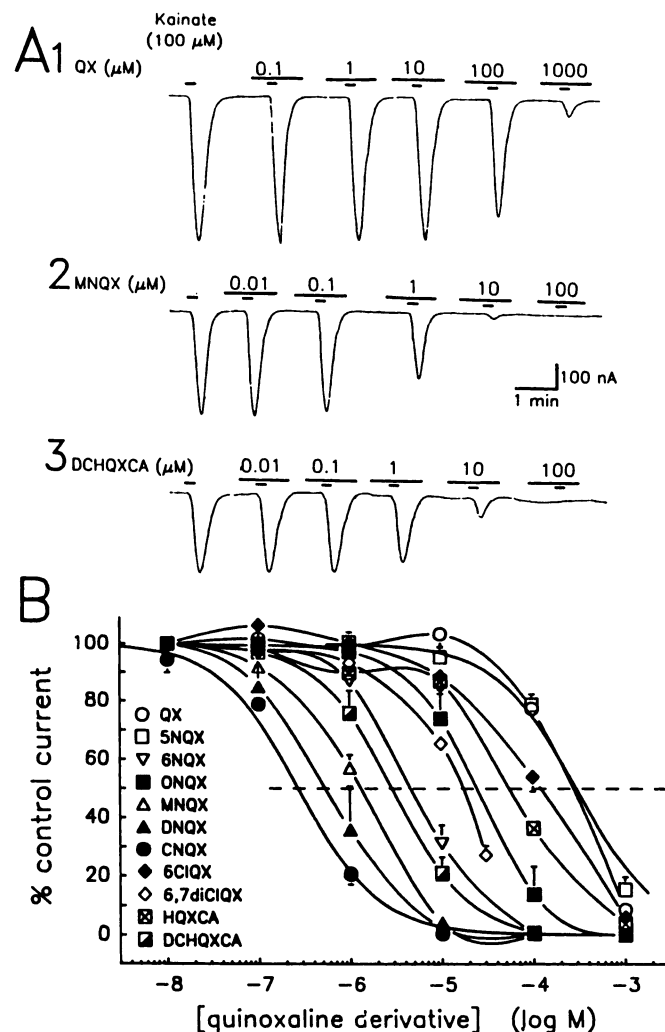 Kainate
(100 μM)
A1 QX (μM) 0.1 1 10 100 1000
2 MNQX (μM) 0.01 0.1 1 10 100
100 nA
1 min
3 DCHQXCA (μM) 0.01 0.1 1 10 100
B
% control current
100
80
60
40
20
0
QX
5NQX
6NQX
ONQX
MNQX
DNQX
CNQX
6ClQX
6,7diClQX
HQXCA
DCHQXCA
-8 -7 -6 -5 -4 -3
[quinoxaline derivative] (log M)